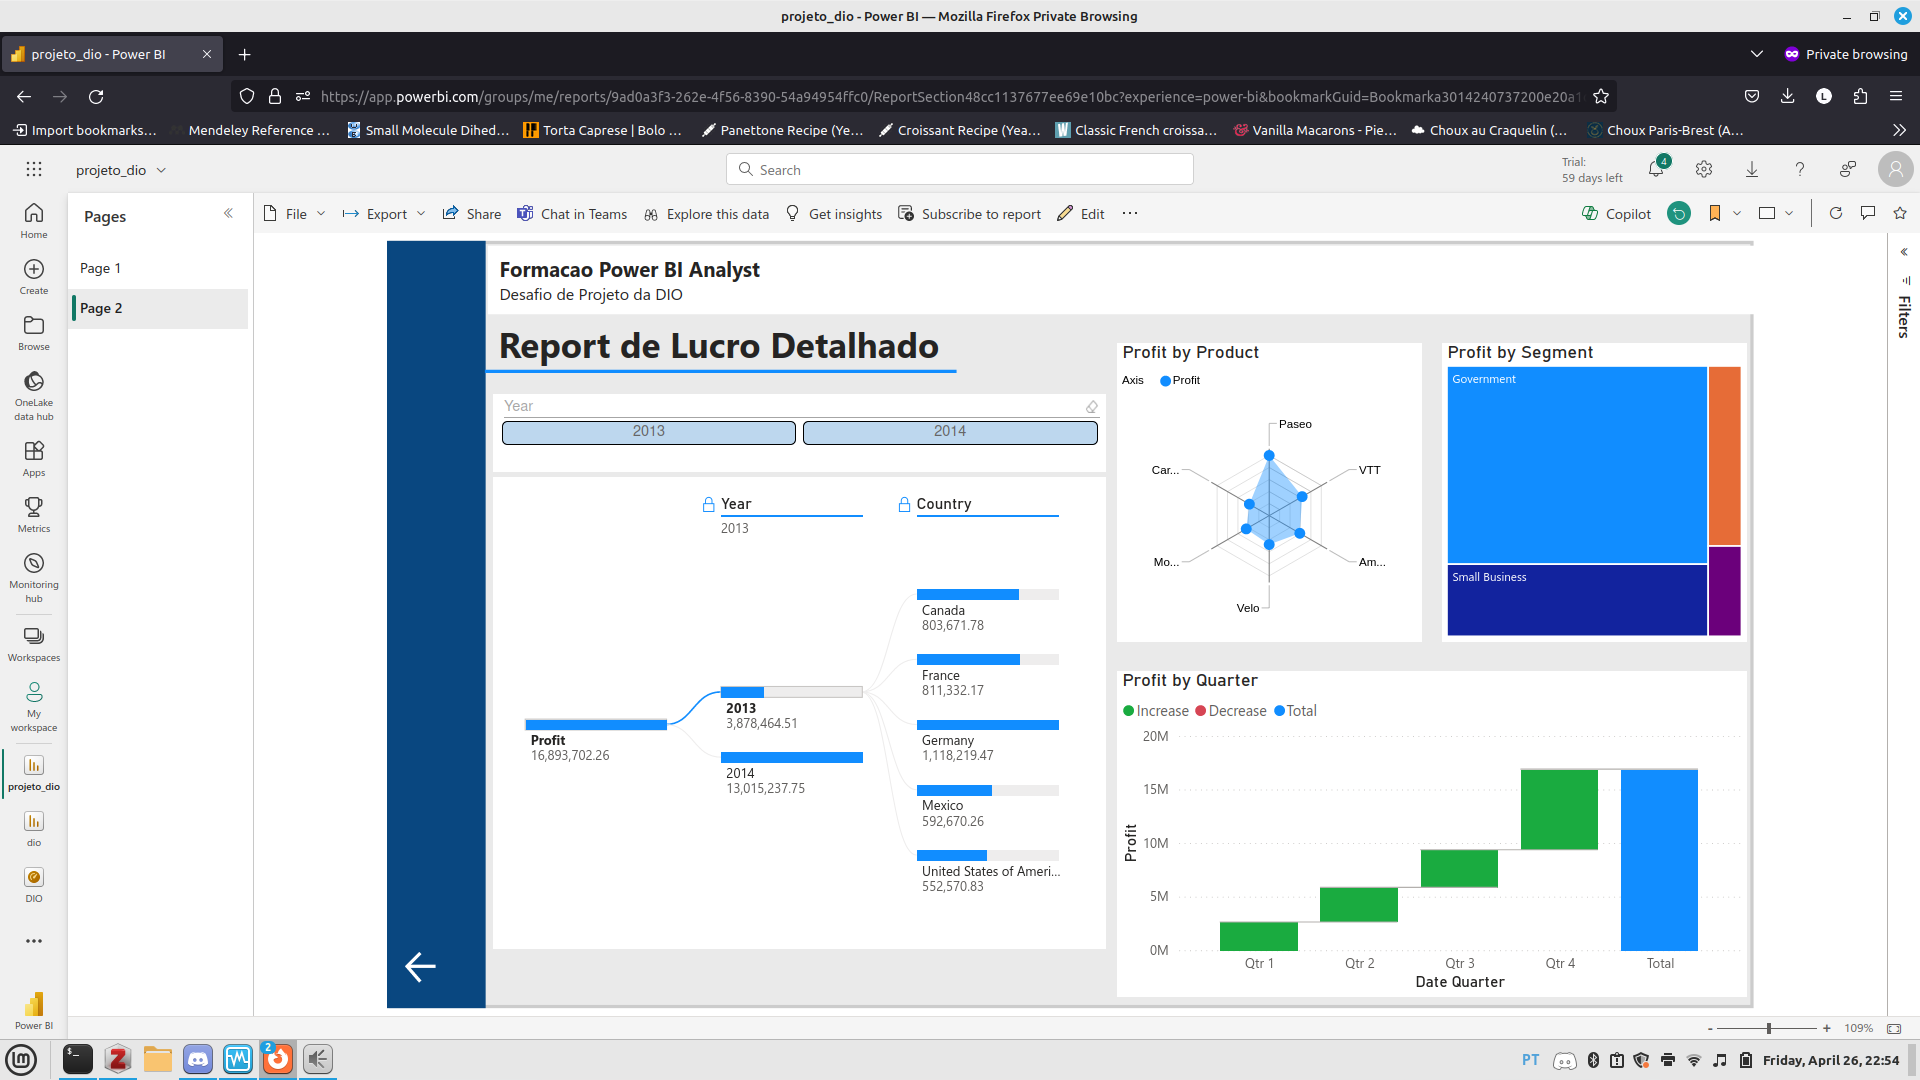 projeto_dio - Power BI — Mozilla Firefox Private Browsing
projeto_dio - Power BI
Private browsing
https://app.powerbi.com/groups/me/reports/9ad0a3f3-262e-4f56-8390-54a94954ffc0/ReportSection48cc1137677ee69e10bc?experience=power-bi&bookmarkGuid=Bookmarka3014240737200e20a1
Import bookmarks...
Mendeley Reference ...
Small Molecule Dihed...
Torta Caprese | Bolo ...
Panettone Recipe (Ye...
Croissant Recipe (Yea...
Classic French croissa...
Vanilla Macarons - Pie...
Choux au Craquelin (...
Choux Paris-Brest (A...
projeto_dio
Search
Trial:
59 days left
4
Home
Create
Browse
OneLake
data hub
Apps
Metrics
Monitoring
hub
Workspaces
My
workspace
projeto_dio
dio
DIO
Power BI
Pages
Page 1
Page 2
File
Export
Share
Chat in Teams
Explore this data
Get insights
Subscribe to report
Edit
Copilot
Filters
Formacao Power BI Analyst
Desafio de Projeto da DIO
Report de Lucro Detalhado
Year
2013
2014
Year
2013
Country
Profit
16,893,702.26
2013
3,878,464.51
2014
13,015,237.75
Canada
803,671.78
France
811,332.17
Germany
1,118,219.47
Mexico
592,670.26
United States of Ameri...
552,570.83
Profit by Product
Axis
Profit
Paseo
VTT
Am...
Velo
Mo...
Car...
Profit by Segment
Government
Small Business
Profit by Quarter
Increase
Decrease
Total
20M
15M
10M
5M
0M
Profit
Qtr 1
Qtr 2
Qtr 3
Qtr 4
Total
Date Quarter
- + 109%
2
PT
Friday, April 26, 22:54